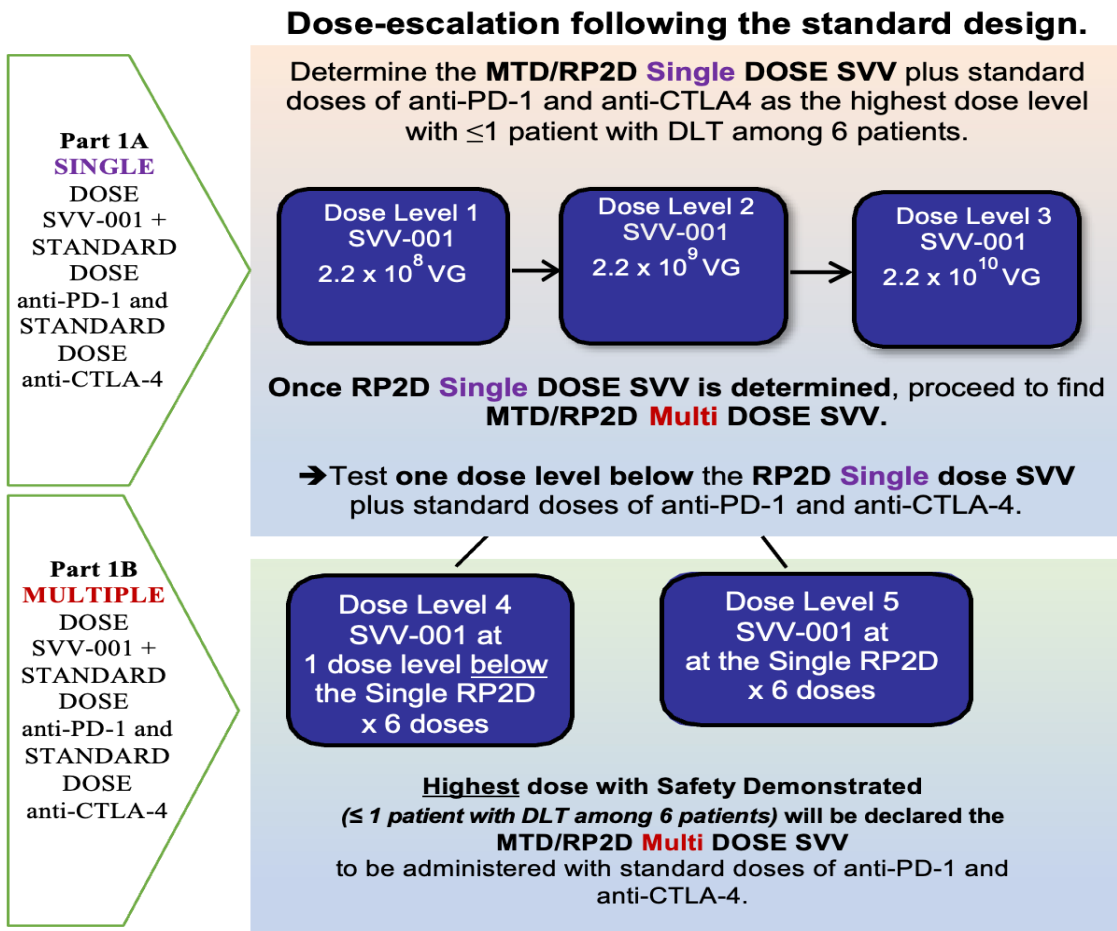 Dose-escalation following the standard design.
Part 1A
SINGLE
DOSE
SVV-001 +
STANDARD
DOSE
anti-PD-1 and
STANDARD
DOSE
anti-CTLA-4
Determine the MTD/RP2D Single DOSE SVV plus standard
doses of anti-PD-1 and anti-CTLA4 as the highest dose level
with ≤1 patient with DLT among 6 patients.
Dose Level 1
SVV-001
2.2 x 10⁸ VG
Dose Level 2
SVV-001
2.2 x 10⁹ VG
Dose Level 3
SVV-001
2.2 x 10¹⁰ VG
Once RP2D Single DOSE SVV is determined, proceed to find
MTD/RP2D Multi DOSE SVV.
➔Test one dose level below the RP2D Single dose SVV
plus standard doses of anti-PD-1 and anti-CTLA-4.
Part 1B
MULTIPLE
DOSE
SVV-001 +
STANDARD
DOSE
anti-PD-1 and
STANDARD
DOSE
anti-CTLA-4
Dose Level 4
SVV-001 at
1 dose level below
the Single RP2D
x 6 doses
Dose Level 5
SVV-001 at
at the Single RP2D
x 6 doses
Highest dose with Safety Demonstrated
(≤ 1 patient with DLT among 6 patients) will be declared the
MTD/RP2D Multi DOSE SVV
to be administered with standard doses of anti-PD-1 and
anti-CTLA-4.